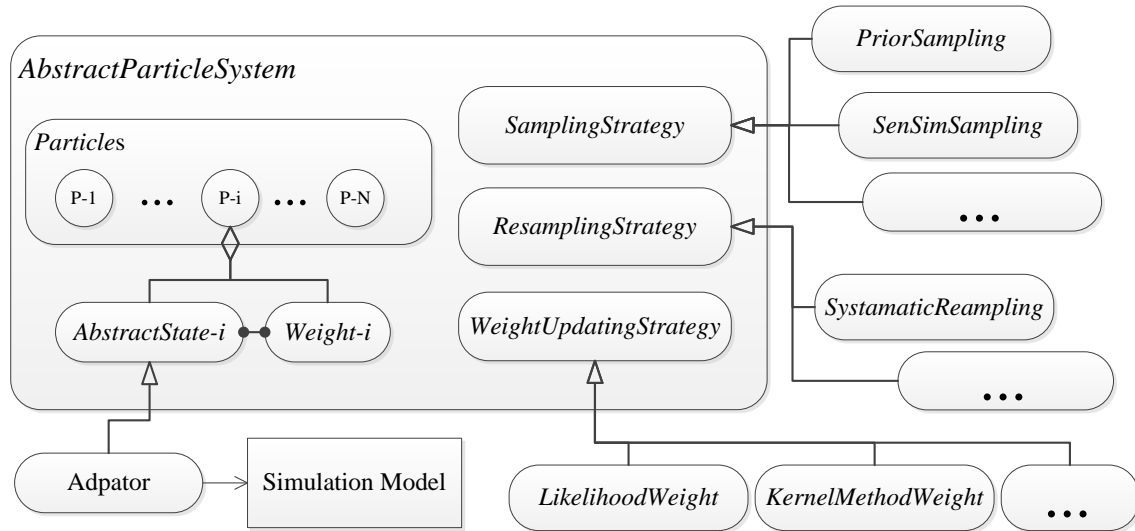 PriorSampling
AbstractParticleSystem
SamplingStrategy
SenSimSampling
Particles
P-1
...
P-i
...
P-N
...
ResamplingStrategy
SystamaticReampling
AbstractState-i
Weight-i
WeightUpdatingStrategy
...
Adpator
Simulation Model
LikelihoodWeight
KernelMethodWeight
...